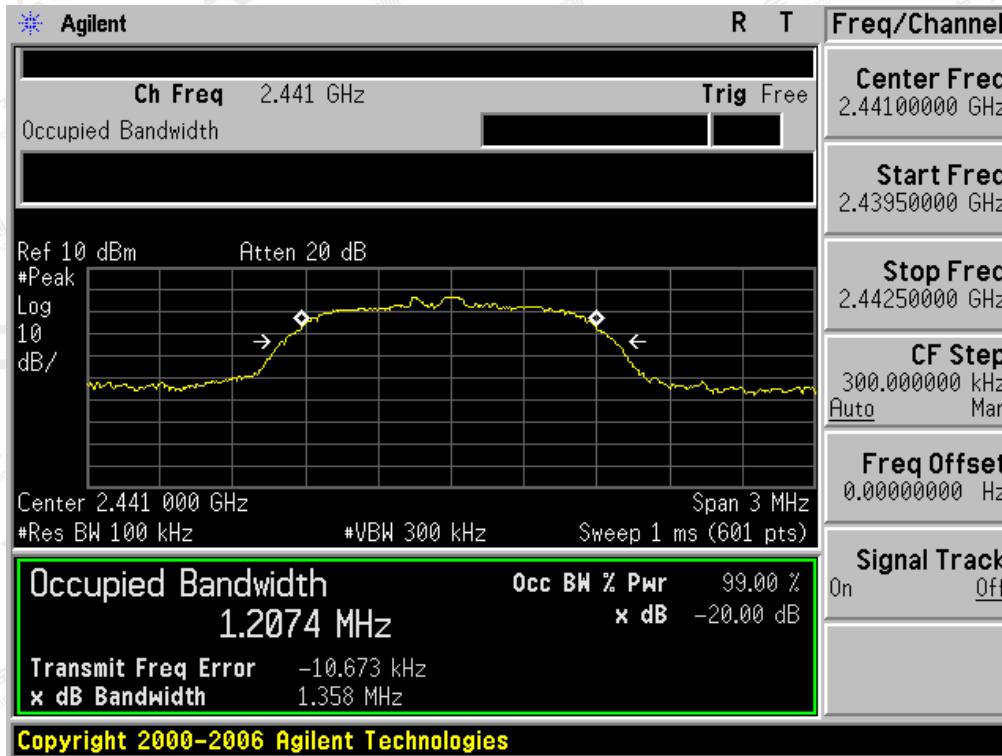 Agilent R T Freq/Channel
Ch Freq 2.441 GHz Trig Free
Occupied Bandwidth
Center Freq
2.44100000 GHz
Start Freq
2.43950000 GHz
Stop Freq
2.44250000 GHz
CF Step
300.000000 kHz
Auto Man
Freq Offset
0.00000000 Hz
Signal Track
On Off
Ref 10 dBm Atten 20 dB
#Peak
Log
10
dB/
Center 2.441 000 GHz Span 3 MHz
#Res BW 100 kHz #VBW 300 kHz Sweep 1 ms (601 pts)
Occupied Bandwidth Occ BW % Pwr 99.00 %
1.2074 MHz x dB -20.00 dB
Transmit Freq Error -10.673 kHz
x dB Bandwidth 1.358 MHz
Copyright 2000-2006 Agilent Technologies